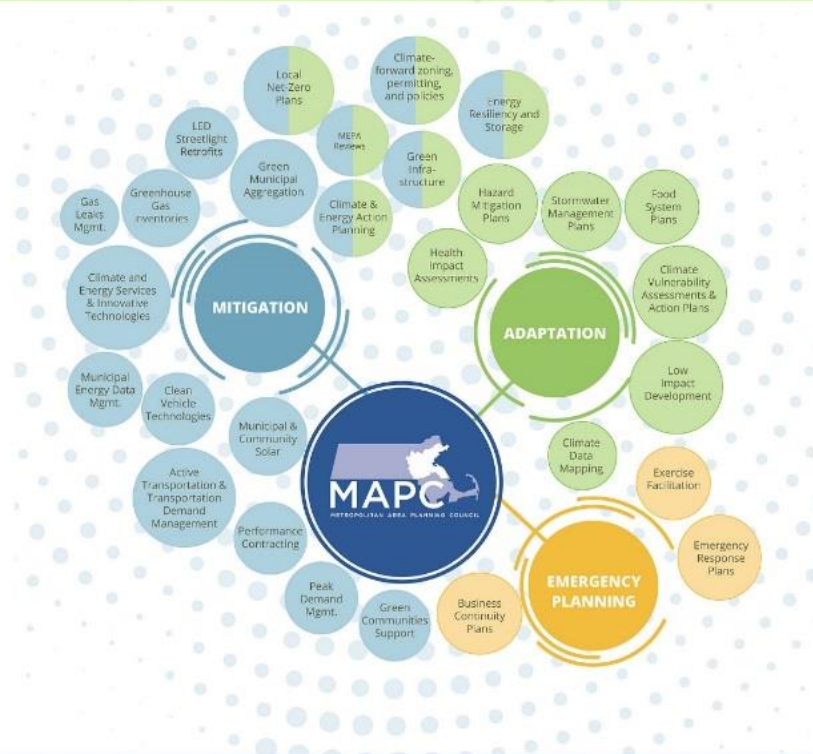 Local
Net-Zero
Plans
Climate-
forward zoning,
permitting,
and policies
Energy
Resiliency and
Storage
LED
Streetlight
Retrofits
MEPA
Reviews
Green
Infra-
structure
Green
Municipal
Aggregation
Climate &
Energy Action
Planning
Gas
Leaks
Mgmt.
Greenhouse
Gas
Inventories
Hazard
Mitigation
Plans
Stormwater
Management
Plans
Food
System
Plans
Health
Impact
Assessments
Climate and
Energy Services
& Innovative
Technologies
MITIGATION
ADAPTATION
Climate
Vulnerability
Assessments &
Action Plans
Municipal
Energy Data
Mgmt.
Clean
Vehicle
Technologies
Low
Impact
Development
Municipal &
Community
Solar
Climate
Data
Mapping
Active
Transportation &
Transportation
Demand
Management
MAPC
METROPOLITAN AREA PLANNING COUNCIL
Exercise
Facilitation
Performance
Contracting
Emergency
Response
Plans
EMERGENCY
PLANNING
Peak
Demand
Mgmt.
Green
Communities
Support
Business
Continuity
Plans